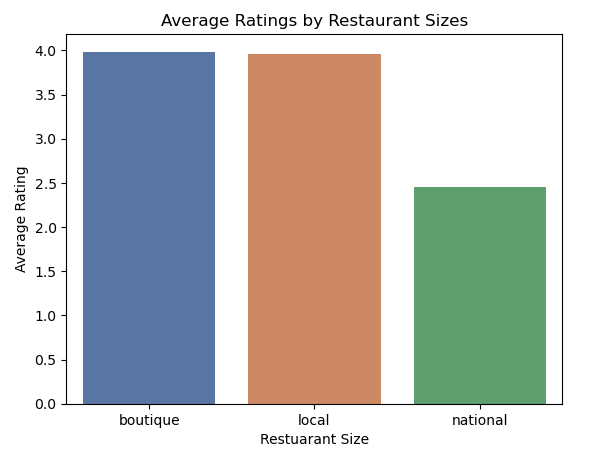 Average Ratings by Restaurant Sizes
4.0
3.5
3.0
2.5
2.0
1.5
1.0
0.5
0.0
Average Rating
boutique local national
Restuarant Size